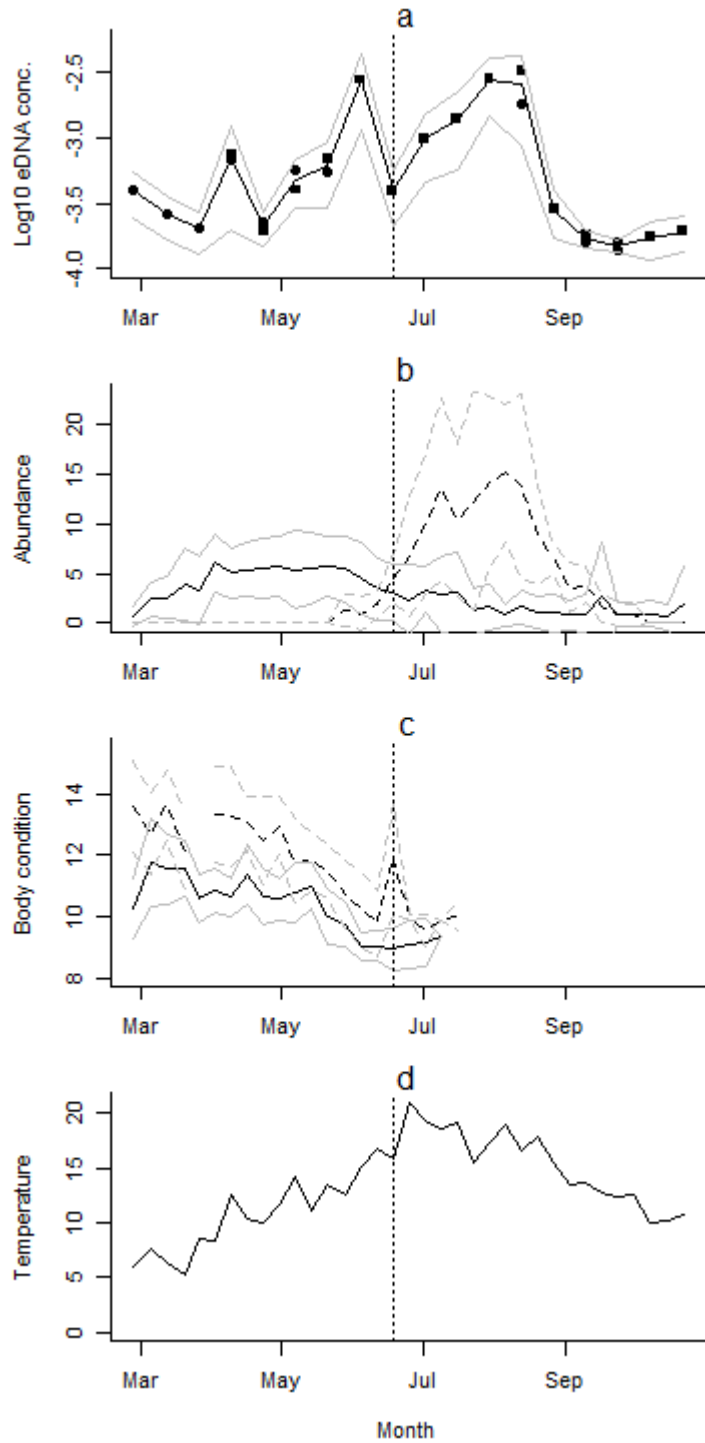 a
Log10 eDNA conc.
-2.5
-3.0
-3.5
-4.0
Mar May Jul Sep
b
Abundance
20
15
10
5
0
Mar May Jul Sep
c
Body condition
14
12
10
8
Mar May Jul Sep
d
Temperature
20
15
10
5
0
Mar May Jul Sep
Month